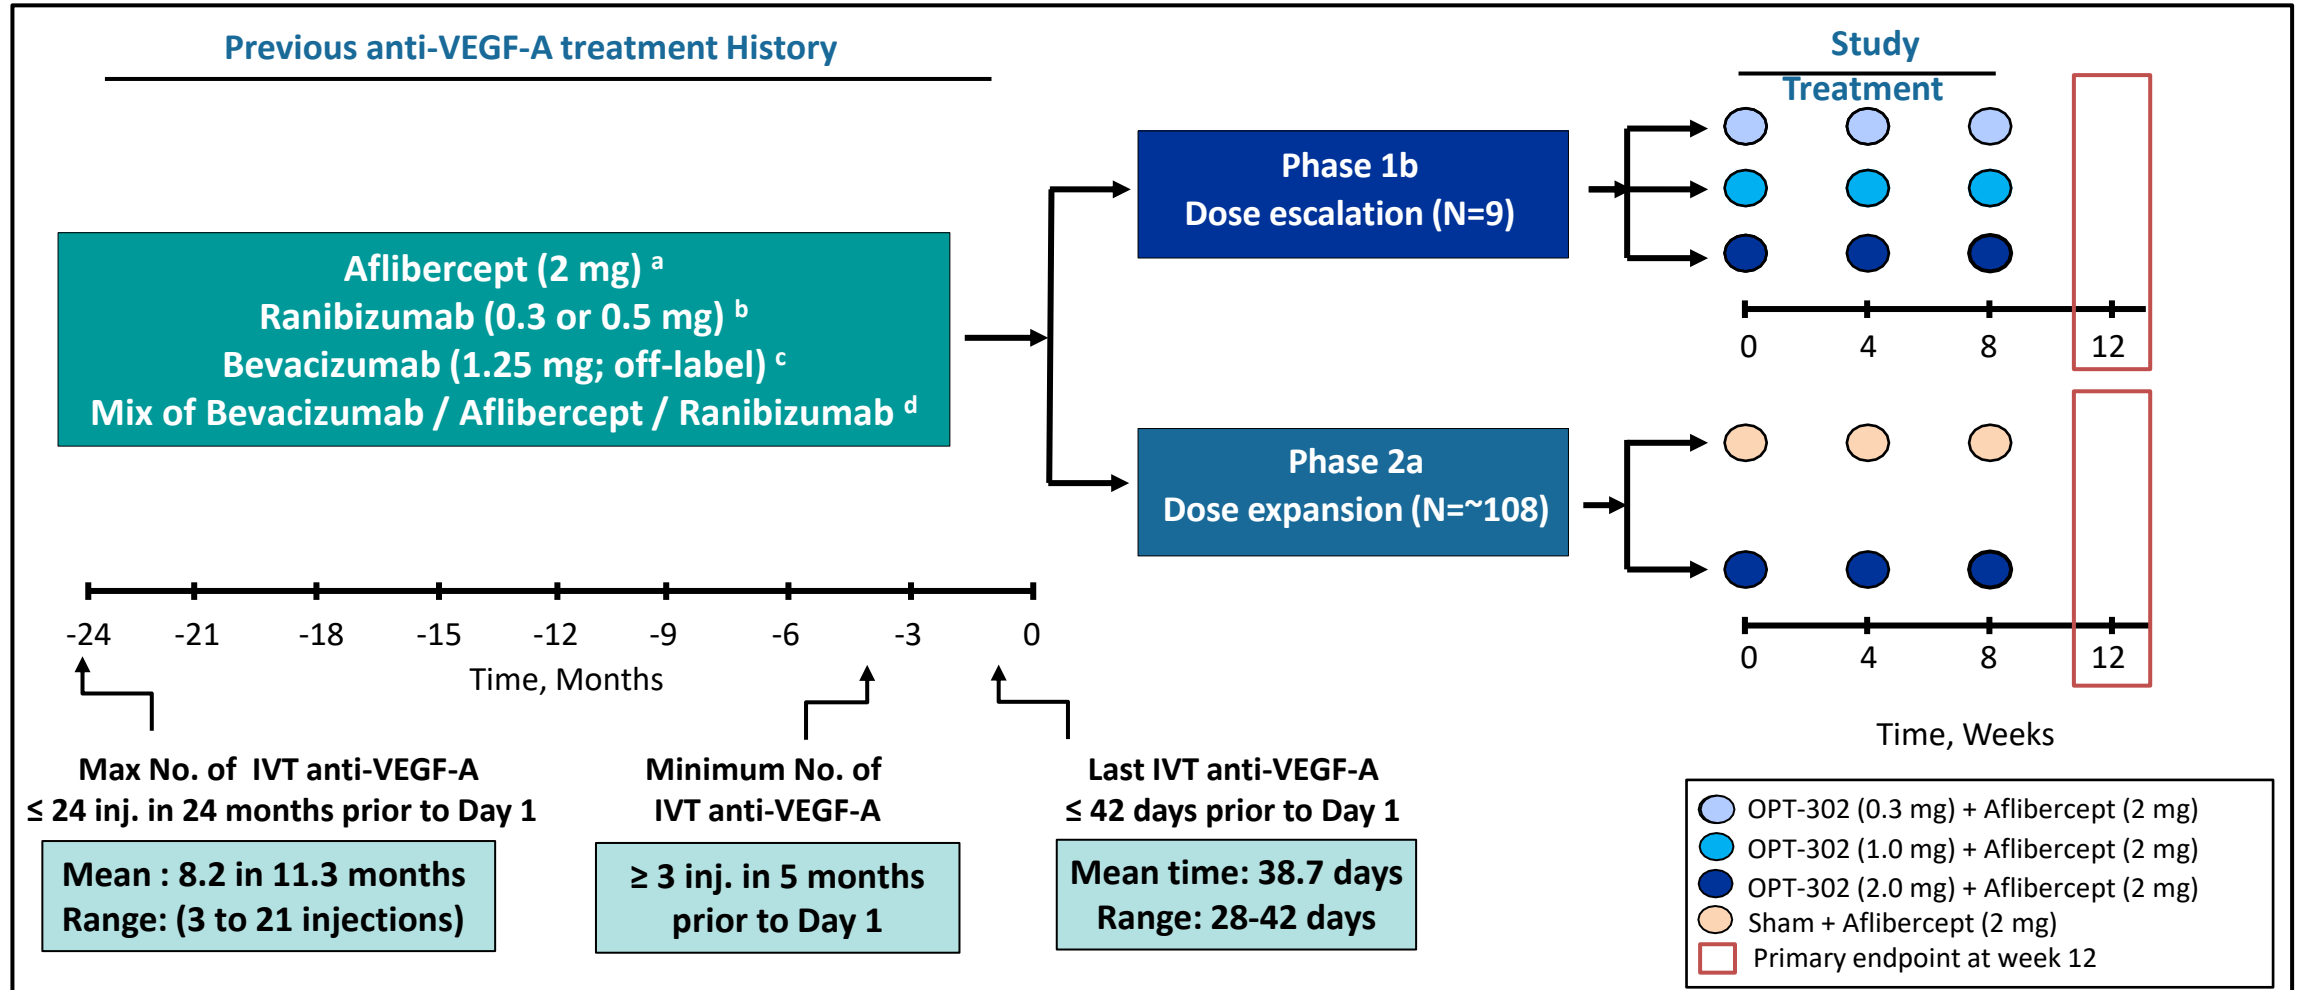 Previous anti-VEGF-A treatment History
Study
Treatment
Aflibercept (2 mg) a
Ranibizumab (0.3 or 0.5 mg) b
Bevacizumab (1.25 mg; off-label) c
Mix of Bevacizumab / Aflibercept / Ranibizumab d
Phase 1b
Dose escalation (N=9)
0 4 8 12
Phase 2a
Dose expansion (N=~108)
0 4 8 12
Time, Weeks
-24 -21 -18 -15 -12 -9 -6 -3 0
Time, Months
Max No. of IVT anti-VEGF-A
≤ 24 inj. in 24 months prior to Day 1
Mean : 8.2 in 11.3 months
Range: (3 to 21 injections)
Minimum No. of
IVT anti-VEGF-A
≥ 3 inj. in 5 months
prior to Day 1
Last IVT anti-VEGF-A
≤ 42 days prior to Day 1
Mean time: 38.7 days
Range: 28-42 days
OPT-302 (0.3 mg) + Aflibercept (2 mg)
OPT-302 (1.0 mg) + Aflibercept (2 mg)
OPT-302 (2.0 mg) + Aflibercept (2 mg)
Sham + Aflibercept (2 mg)
Primary endpoint at week 12